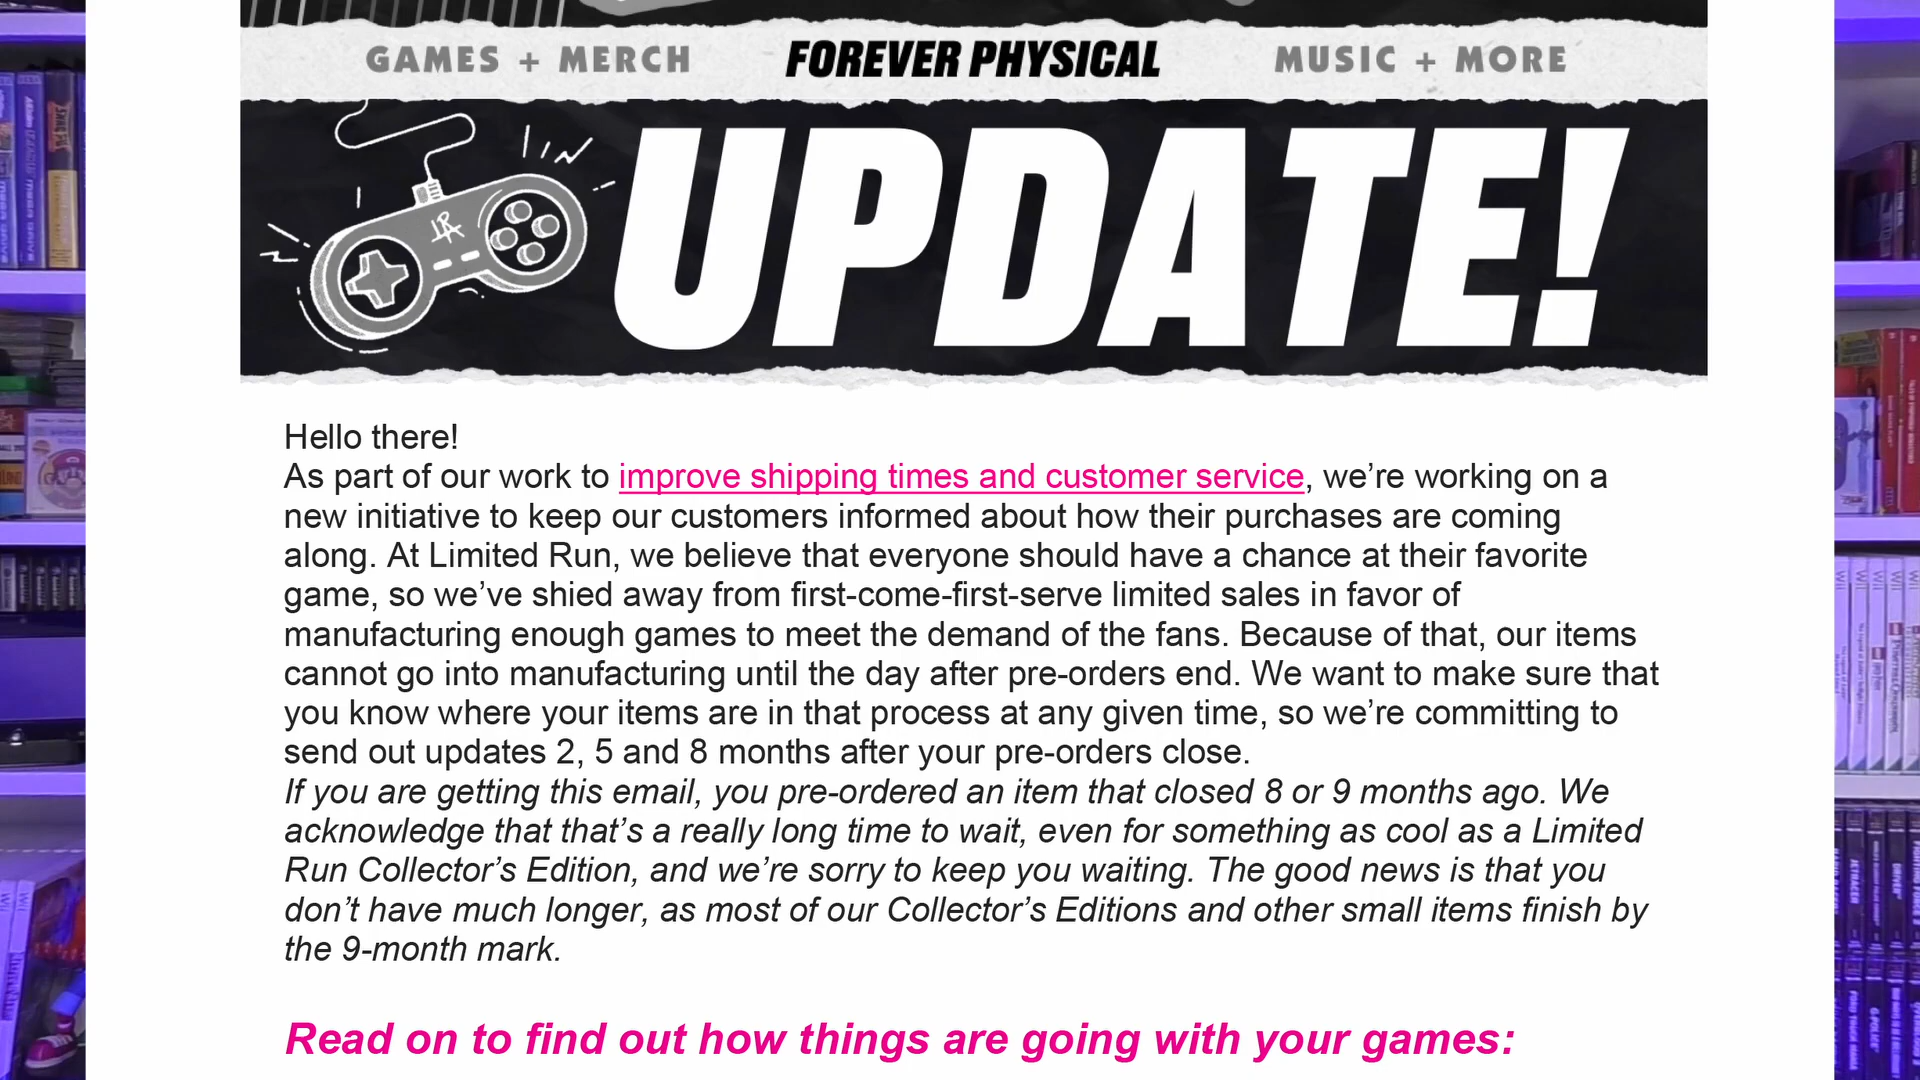 GAMES + MERCH FOREVER PHYSICAL MUSIC + MORE
UPDATE!
Hello there!
As part of our work to improve shipping times and customer service, we’re working on a
new initiative to keep our customers informed about how their purchases are coming
along. At Limited Run, we believe that everyone should have a chance at their favorite
game, so we’ve shied away from first-come-first-serve limited sales in favor of
manufacturing enough games to meet the demand of the fans. Because of that, our items
cannot go into manufacturing until the day after pre-orders end. We want to make sure that
you know where your items are in that process at any given time, so we’re committing to
send out updates 2, 5 and 8 months after your pre-orders close.
If you are getting this email, you pre-ordered an item that closed 8 or 9 months ago. We
acknowledge that that’s a really long time to wait, even for something as cool as a Limited
Run Collector’s Edition, and we’re sorry to keep you waiting. The good news is that you
don’t have much longer, as most of our Collector’s Editions and other small items finish by
the 9-month mark.
Read on to find out how things are going with your games: